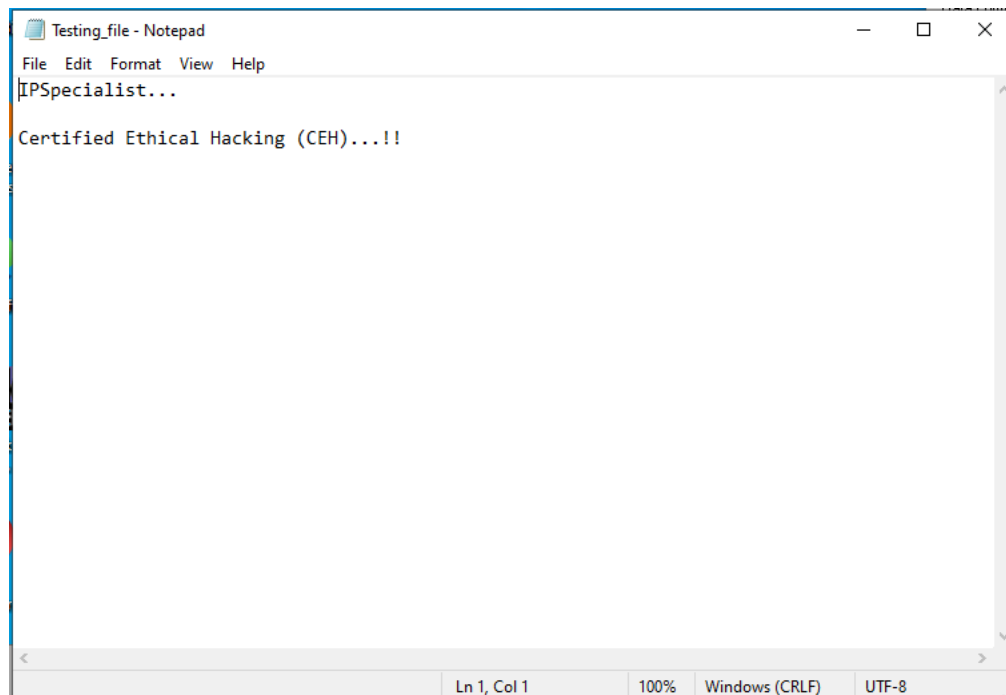 Testing_file - Notepad
File Edit Format View Help
IPSpecialist...
Certified Ethical Hacking (CEH)...!!
Ln 1, Col 1 100% Windows (CRLF) UTF-8